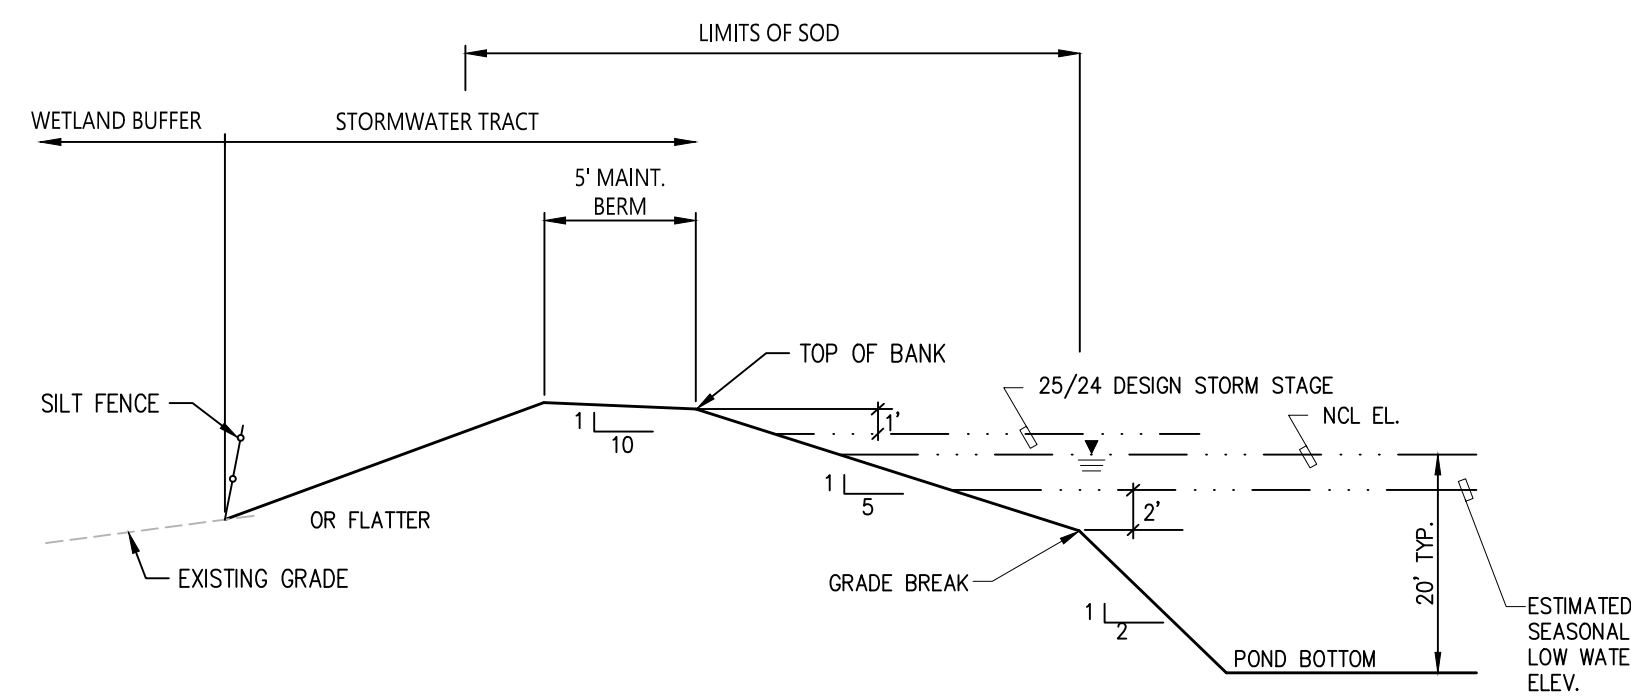 LIMITS OF SOD
WETLAND BUFFER
STORMWATER TRACT
5' MAINT.
BERM
TOP OF BANK
25/24 DESIGN STORM STAGE
SILT FENCE
NCL EL.
1'
1
10
1
5
2'
OR FLATTER
20' TYP.
EXISTING GRADE
GRADE BREAK
1
2
ESTIMATED
SEASONAL
LOW WATE
ELEV.
POND BOTTOM